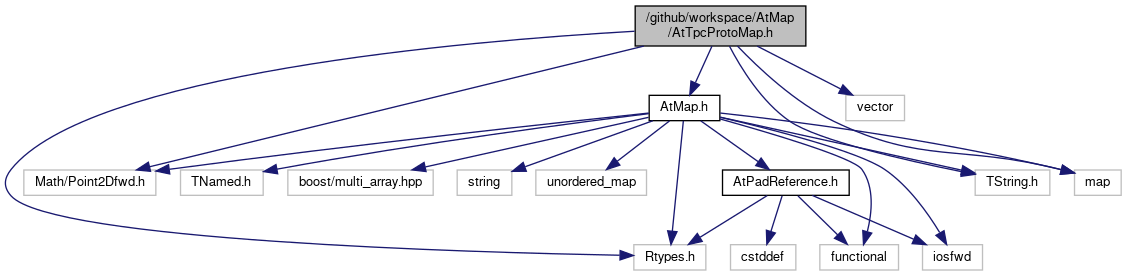 /github/workspace/AtMap
/AtTpcProtoMap.h
AtMap.h
vector
Math/Point2Dfwd.h
TNamed.h
boost/multi_array.hpp
string
unordered_map
AtPadReference.h
TString.h
map
Rtypes.h
cstddef
functional
iosfwd